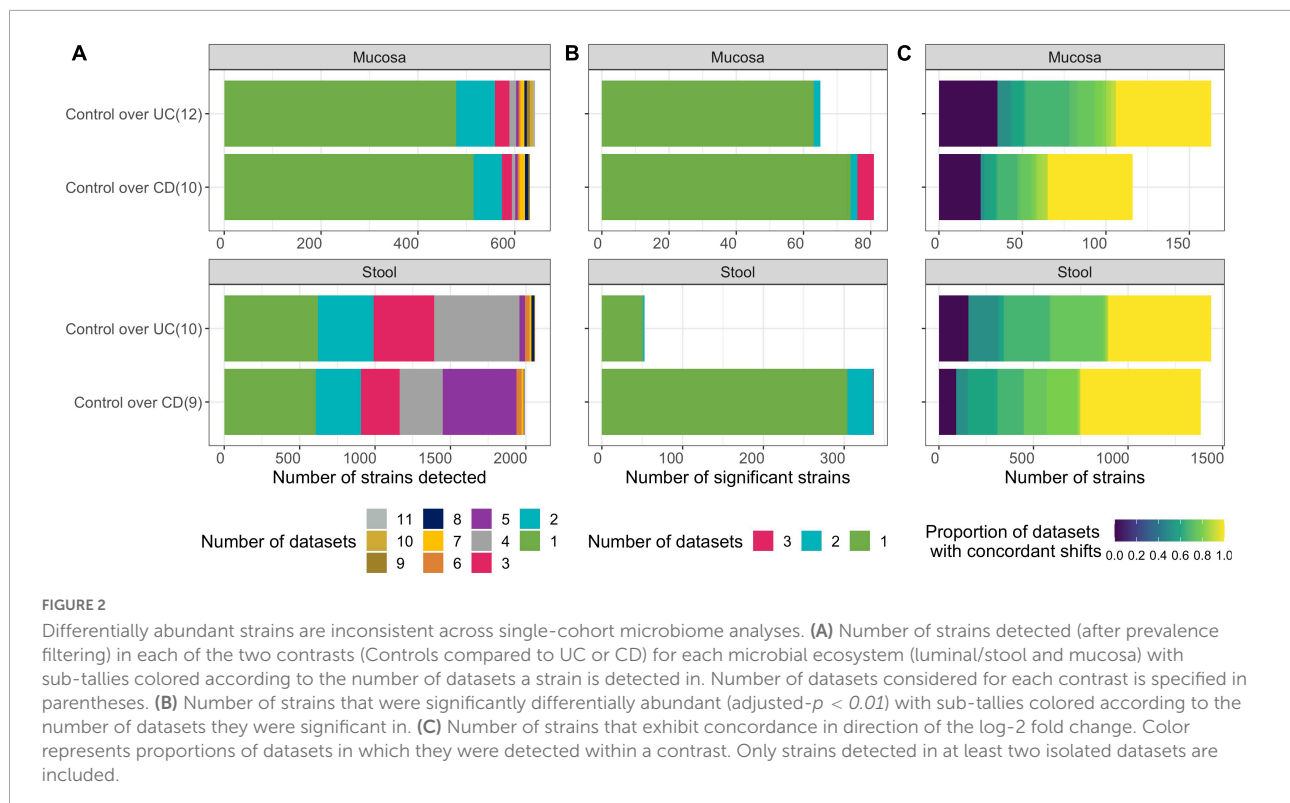 A
B
C
Mucosa
Mucosa
Mucosa
Control over UC(12)
Control over CD(10)
0 200 400 600
0 20 40 60 80
0 50 100 150
Stool
Stool
Stool
Control over UC(10)
Control over CD(9)
0 500 1000 1500 2000
0 100 200 300
0 500 1000 1500
Number of strains detected
Number of significant strains
Number of strains
Number of datasets
11 8 5 2
10 7 4 1
9 6 3
Number of datasets 3 2 1
Proportion of datasets
with concordant shifts
0.0 0.2 0.4 0.6 0.8 1.0
FIGURE 2
Differentially abundant strains are inconsistent across single-cohort microbiome analyses. (A) Number of strains detected (after prevalence
filtering) in each of the two contrasts (Controls compared to UC or CD) for each microbial ecosystem (luminal/stool and mucosa) with
sub-tallies colored according to the number of datasets a strain is detected in. Number of datasets considered for each contrast is specified in
parentheses. (B) Number of strains that were significantly differentially abundant (adjusted-p < 0.01) with sub-tallies colored according to the
number of datasets they were significant in. (C) Number of strains that exhibit concordance in direction of the log-2 fold change. Color
represents proportions of datasets in which they were detected within a contrast. Only strains detected in at least two isolated datasets are
included.